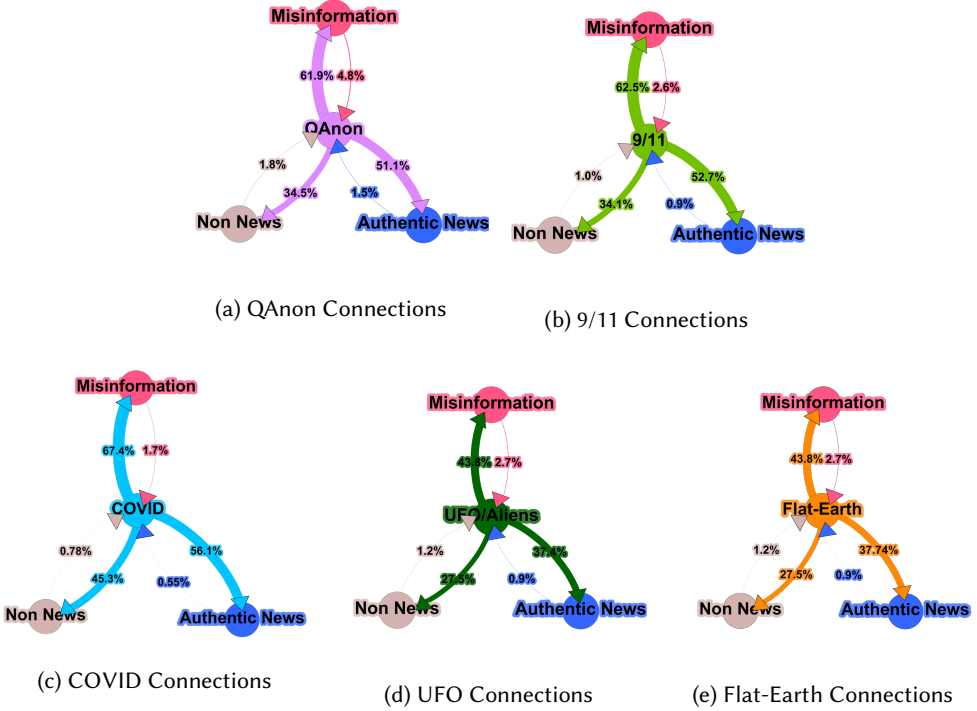 Misinformation
61.9% 4.8%
QAnon
1.8%
51.1%
34.5%
1.5%
Non News
Authentic News
(a) QAnon Connections
Misinformation
62.5% 2.6%
9/11
1.0%
52.7%
34.1%
0.9%
Non News
Authentic News
(b) 9/11 Connections
Misinformation
67.4% 1.7%
COVID
0.78%
56.1%
45.3%
0.55%
Non News
Authentic News
(c) COVID Connections
Misinformation
43.8% 2.7%
UFO/Aliens
1.2%
37.4%
27.5%
0.9%
Non News
Authentic News
(d) UFO Connections
Misinformation
43.8% 2.7%
Flat-Earth
1.2%
37.74%
27.5%
0.9%
Non News
Authentic News
(e) Flat-Earth Connections